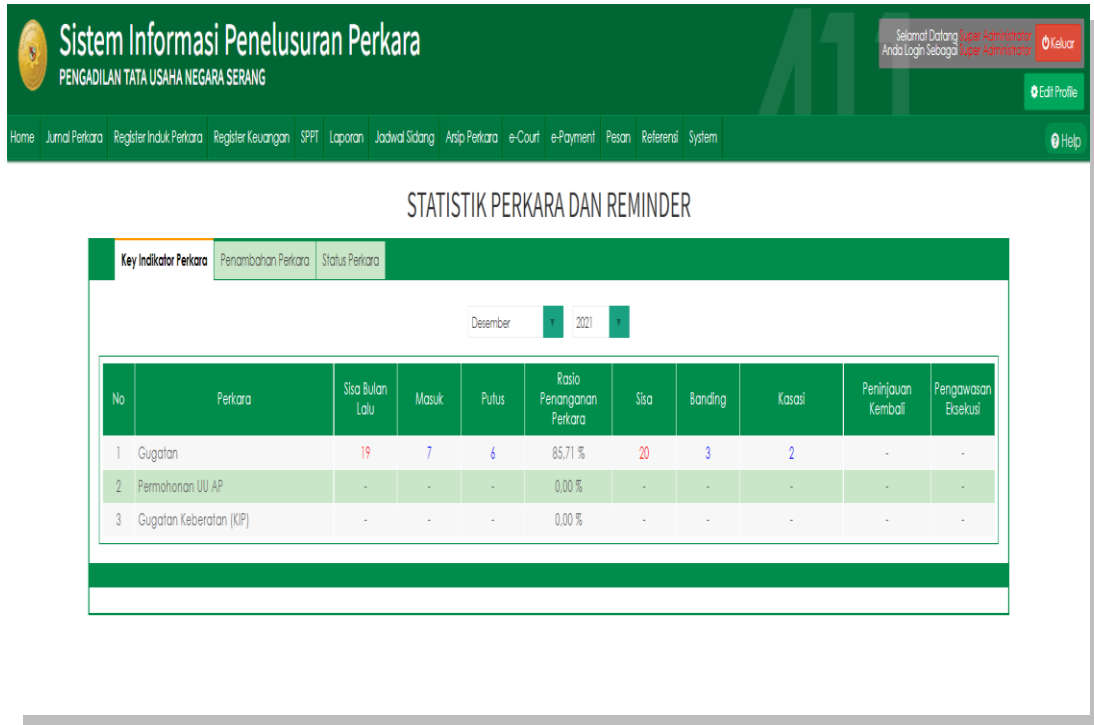 Sistem Informasi Penelusuran Perkara
PENGADILAN TATA USAHA NEGARA SERANG
411
Selamat Datang Super Administrator
Anda Login Sebagai Super Administrator
Keluar
Edit Profile
Home Jurnal Perkara Register Induk Perkara Register Keuangan SPPT Laporan Jadwal Sidang Arsip Perkara e-Court e-Payment Pesan Referensi System Help
STATISTIK PERKARA DAN REMINDER
Key Indikator Perkara Penambahan Perkara Status Perkara
Desember 2021
No Perkara Sisa Bulan Lalu Masuk Putus Rasio Penanganan Perkara Sisa Banding Kasasi Peninjauan Kembali Pengawasan Eksekusi
1 Gugatan 19 7 6 85,71 % 20 3 2 - -
2 Permohonan UU AP - - - 0,00 % - - - - -
3 Gugatan Keberatan (KIP) - - - 0,00 % - - - - -